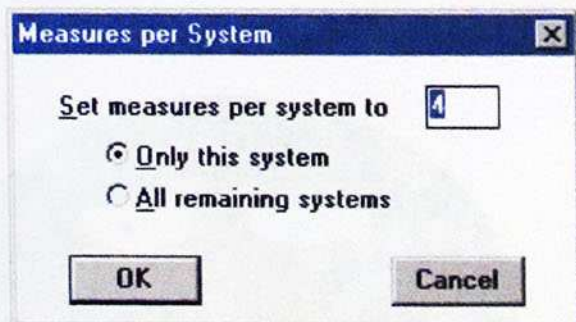 Measures per System
Set measures per system to 4
Only this system
All remaining systems
OK Cancel